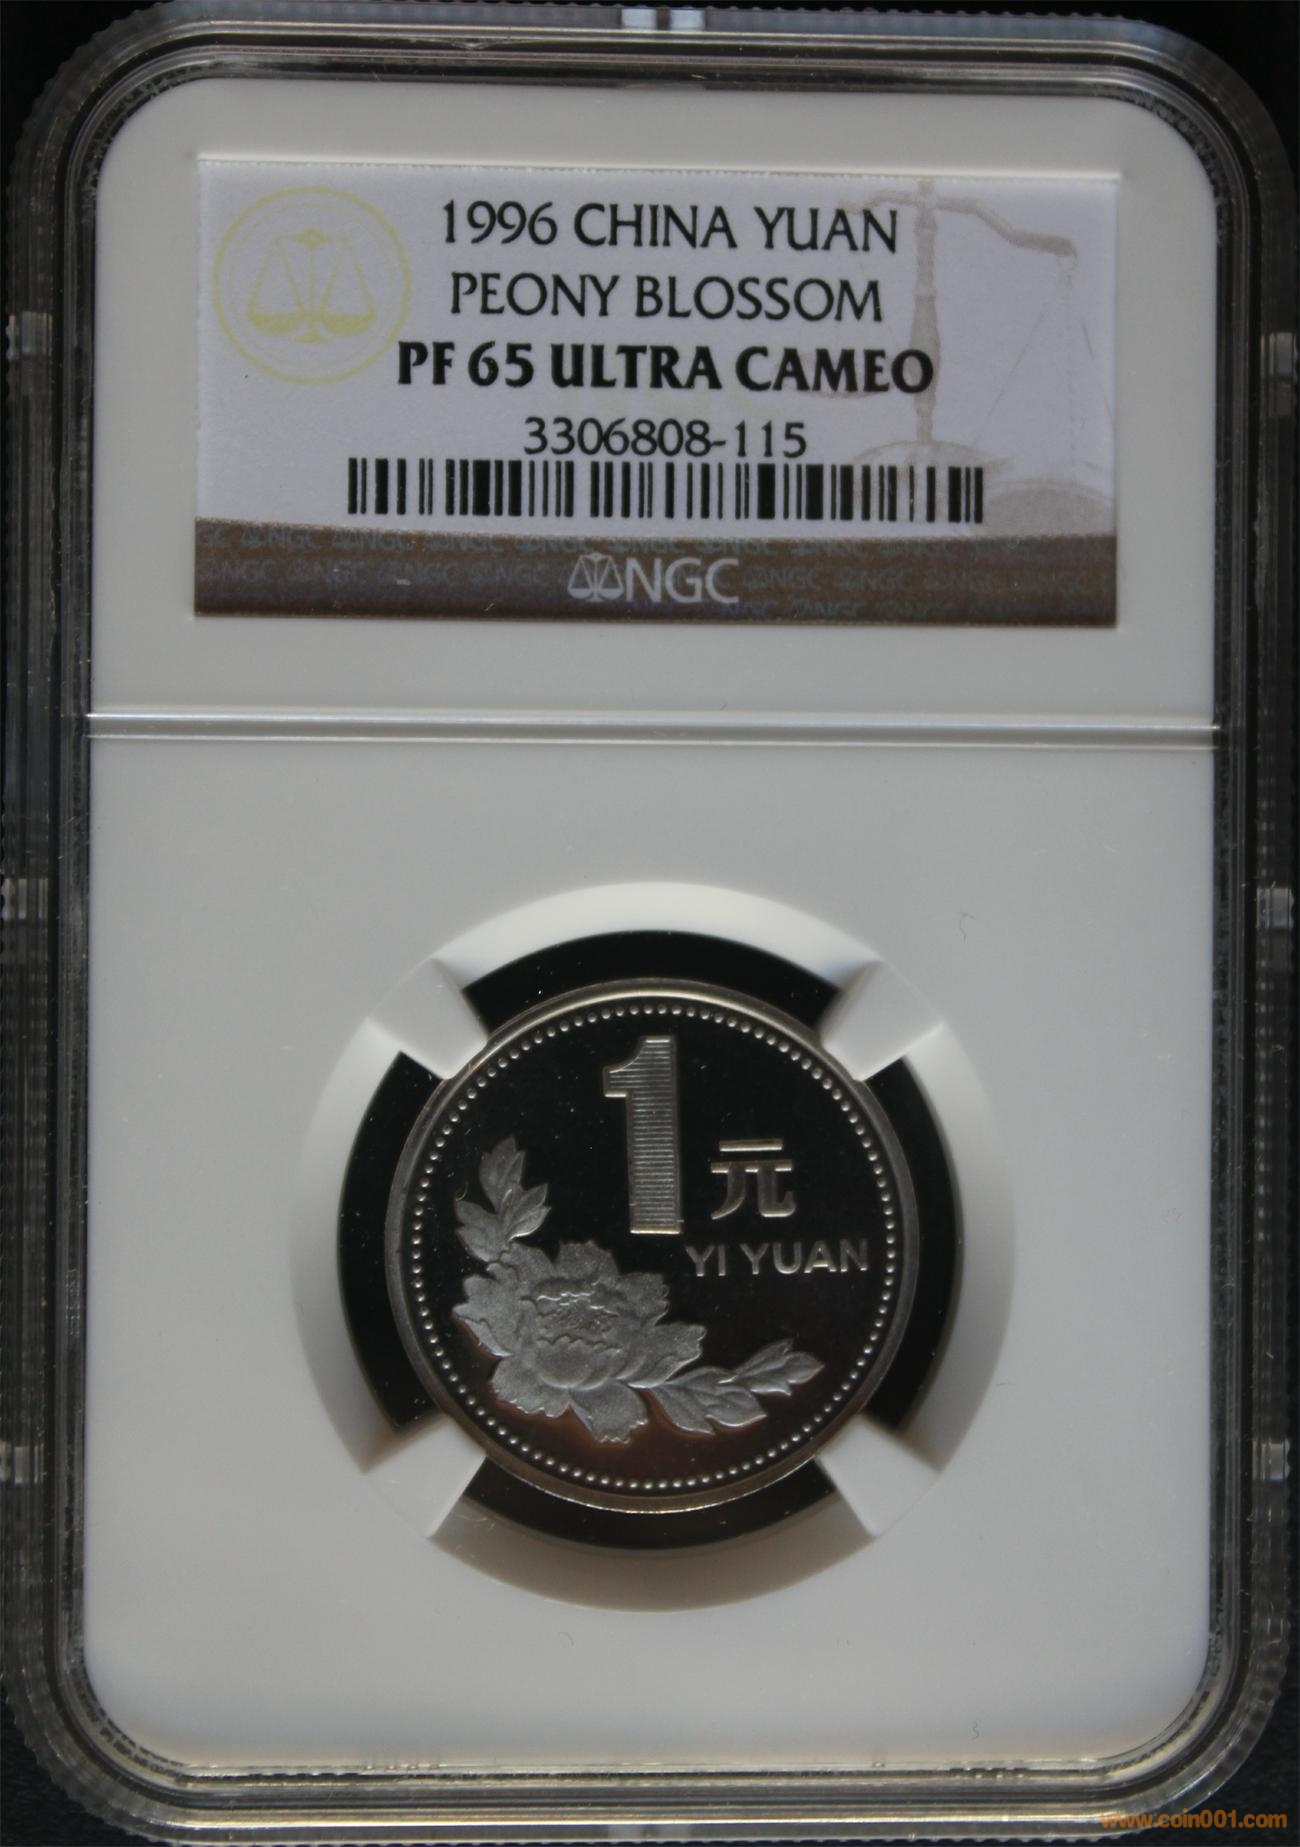 1996 CHINA YUAN
PEONY BLOSSOM
PF 65 ULTRA CAMEO
3306808-115
NGC
1
元
YI YUAN
www.coin001.com